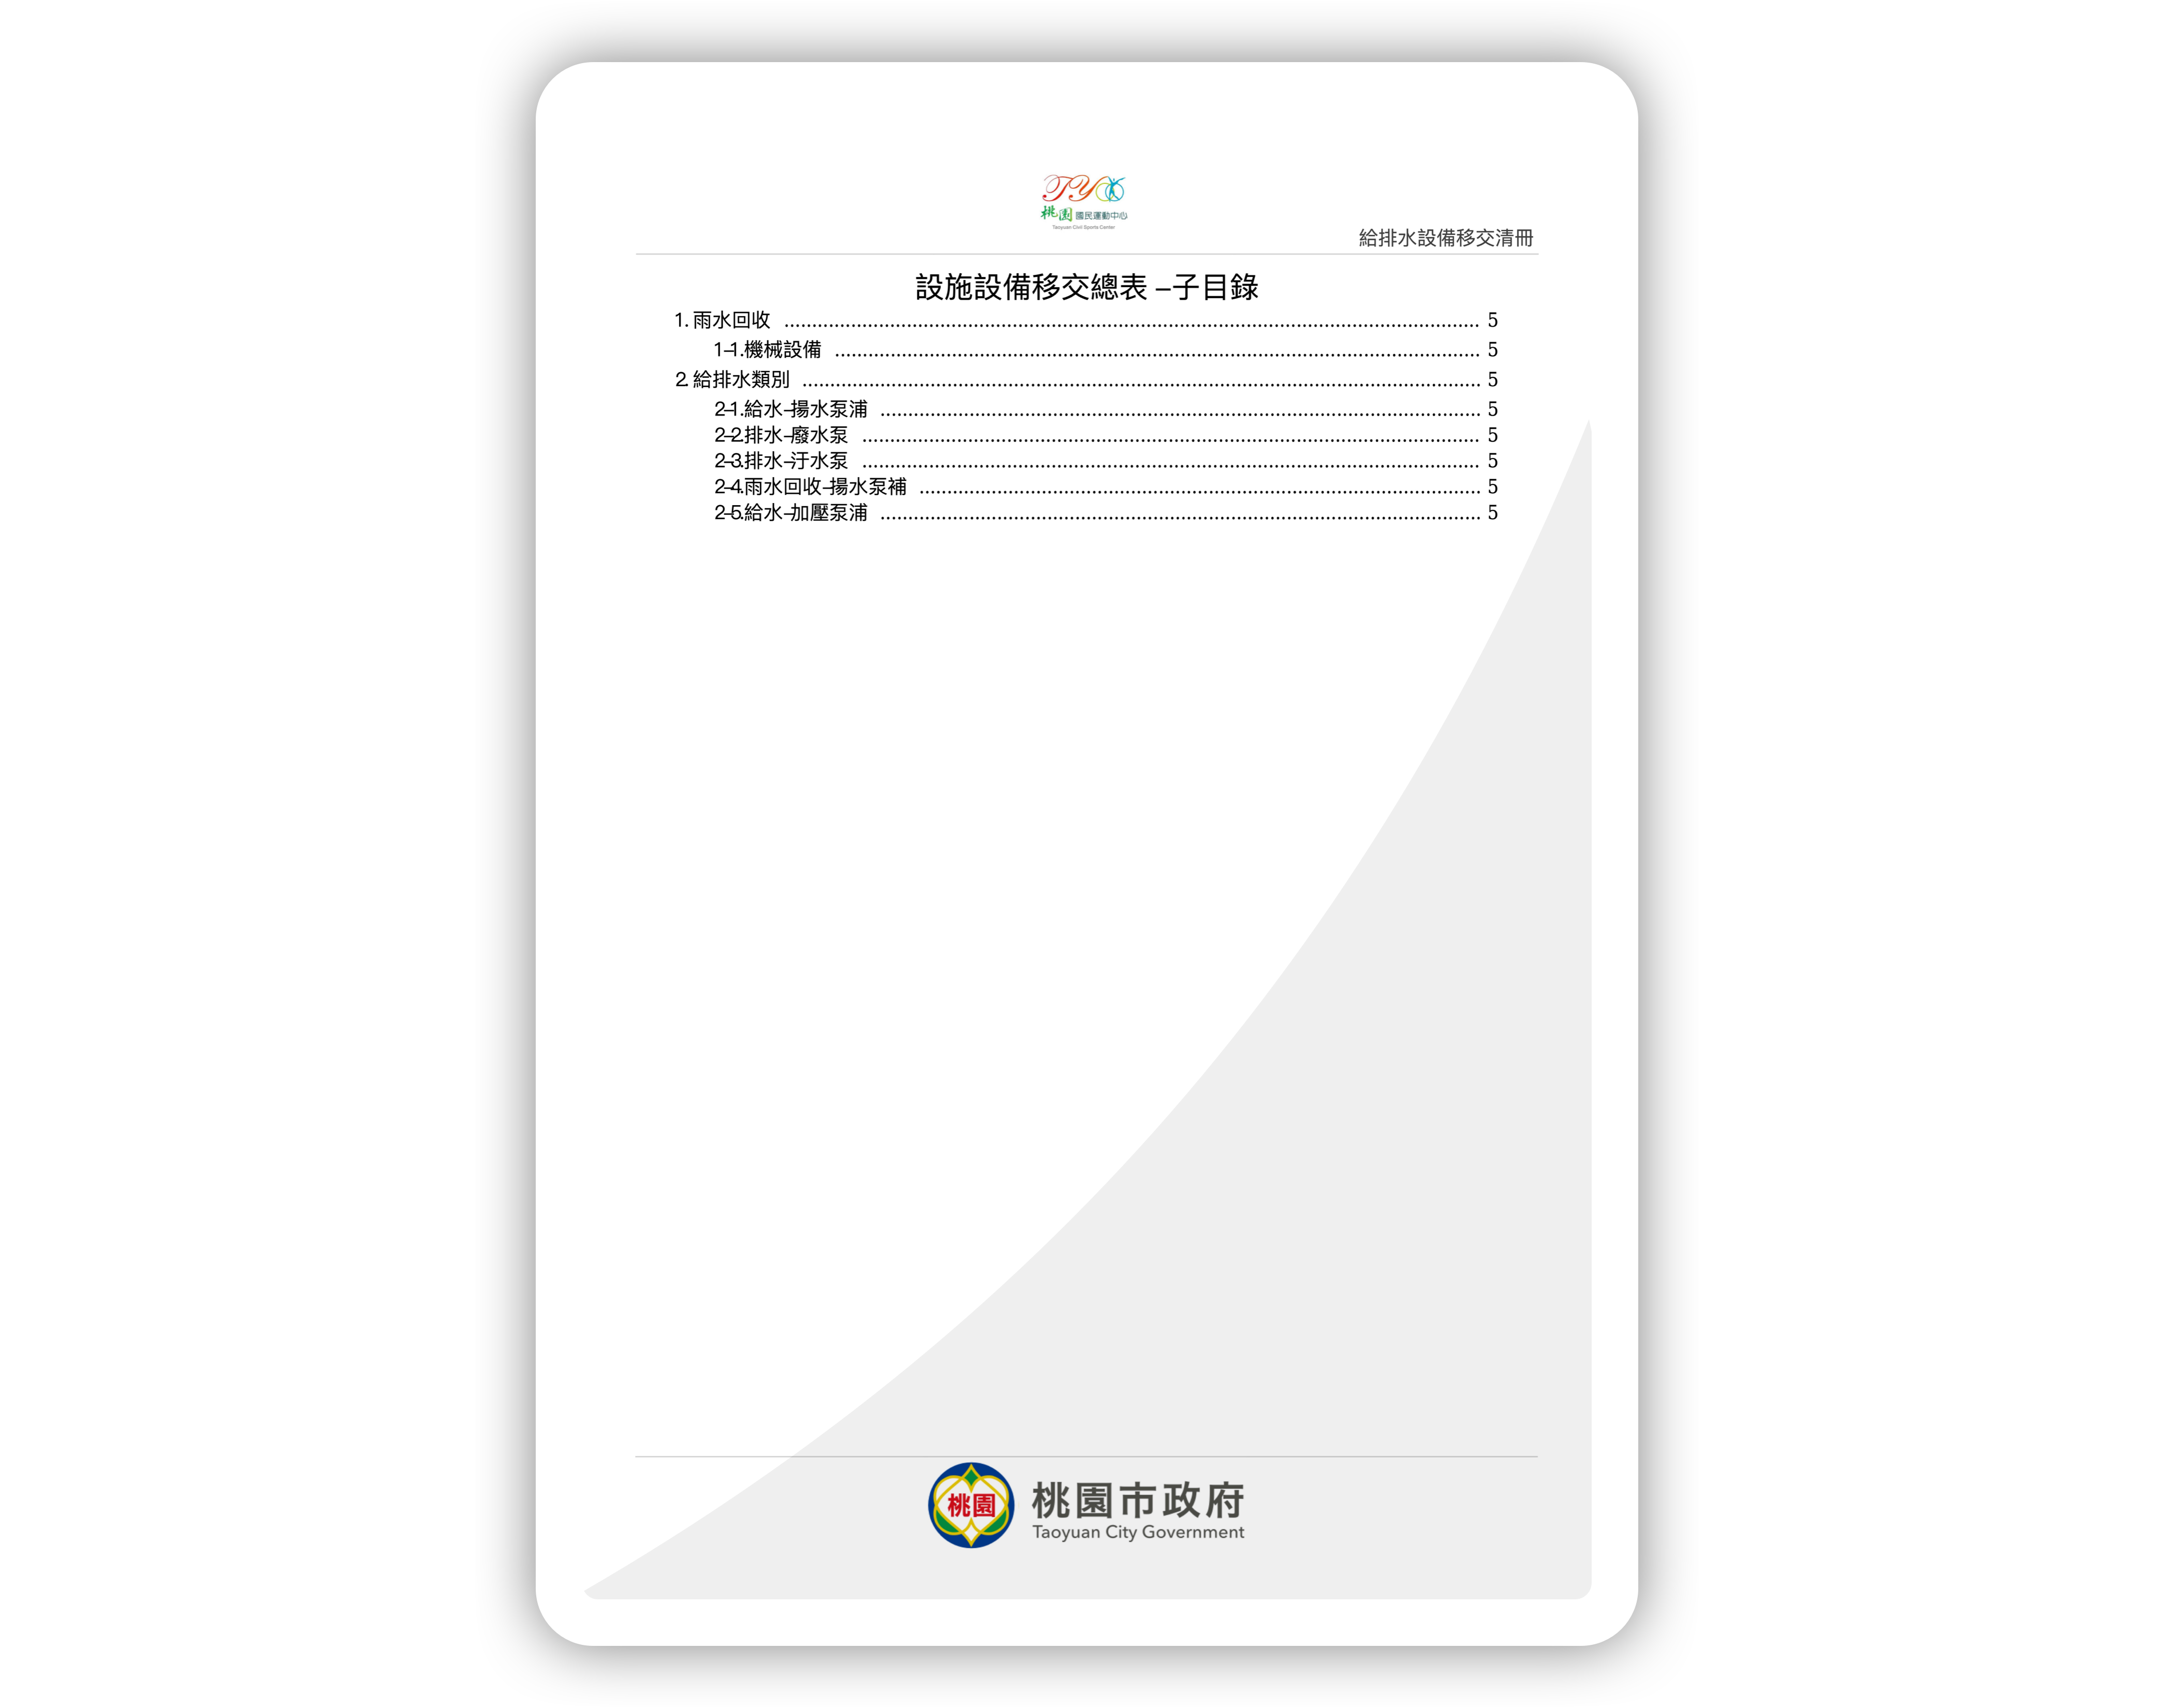 TYC
桃園 國民運動中心
Taoyuan Civil Sports Center
給排水設備移交清冊
設施設備移交總表 –子目錄
1. 雨水回收 ........................ 5
1-1.機械設備 ........................ 5
2. 給排水類別 ........................ 5
2-1.給水-揚水泵浦 ........................ 5
2-2.排水-廢水泵 ........................ 5
2-3.排水-汙水泵 ........................ 5
2-4.雨水回收-揚水泵補 ........................ 5
2-5.給水-加壓泵浦 ........................ 5
桃園 桃園市政府
Taoyuan City Government